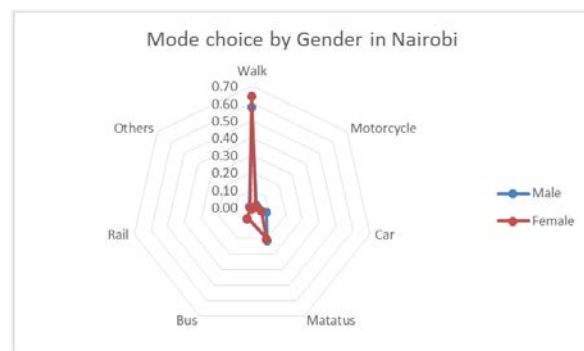 Mode choice by Gender in Nairobi
Walk
0.70
0.60
0.50
0.40
0.30
0.20
0.10
0.00
Others
Motorcycle
Rail
Car
Bus
Matatus
Male
Female